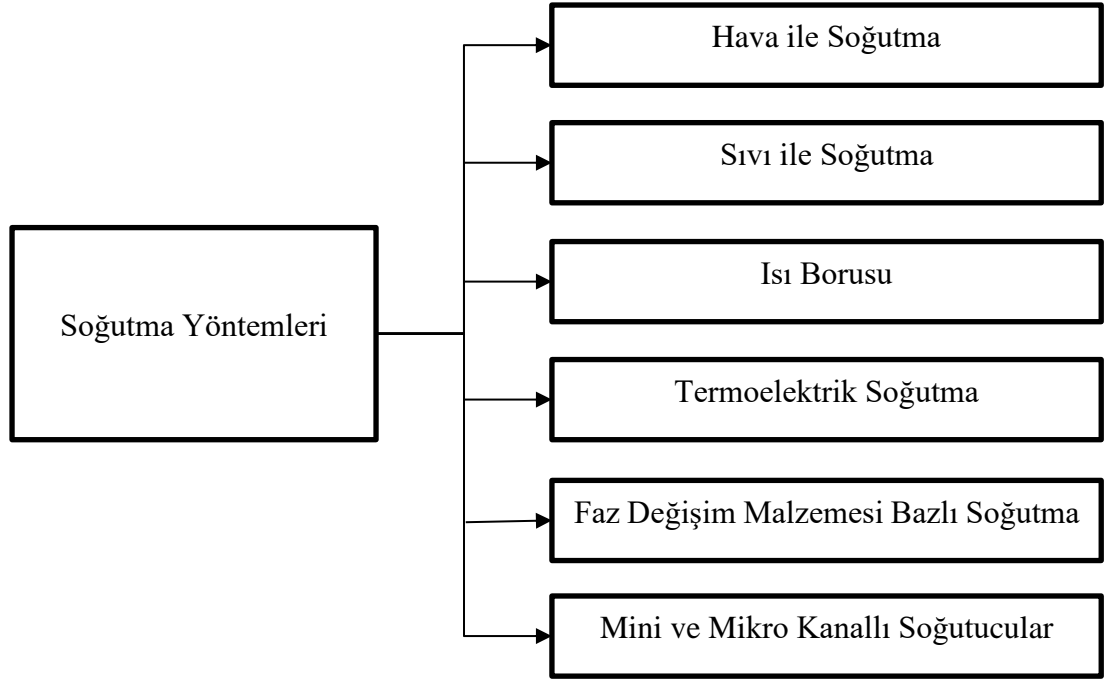 Soğutma Yöntemleri
Hava ile Soğutma
Sıvı ile Soğutma
Isı Borusu
Termoelektrik Soğutma
Faz Değişim Malzemesi Bazlı Soğutma
Mini ve Mikro Kanallı Soğutucular